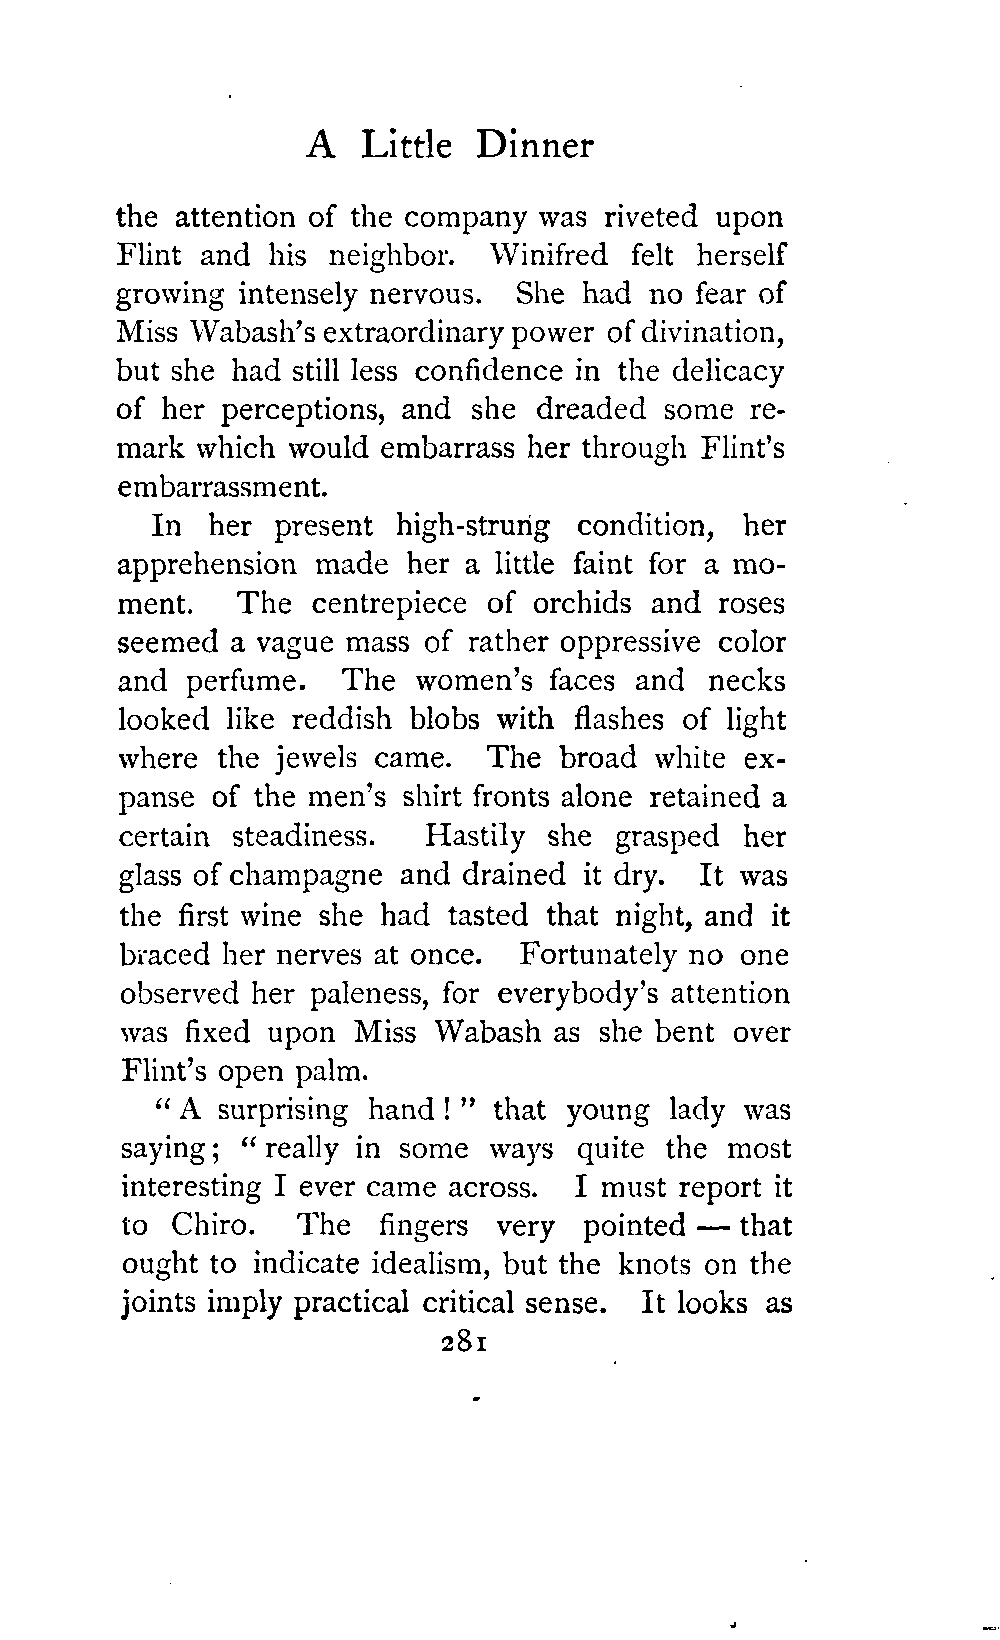 A Little Dinner
the attention of the company was riveted upon
Flint and his neighbor. Winifred felt herself
growing intensely nervous. She had no fear of
Miss Wabash's extraordinary power of divination,
but she had still less confidence in the delicacy
of her perceptions, and she dreaded some re-
mark which would embarrass her through Flint's
embarrassment.
In her present high-strung condition, her
apprehension made her a little faint for a mo-
ment. The centrepiece of orchids and roses
seemed a vague mass of rather oppressive color
and perfume. The women's faces and necks
looked like reddish blobs with flashes of light
where the jewels came. The broad white ex-
panse of the men's shirt fronts alone retained a
certain steadiness. Hastily she grasped her
glass of champagne and drained it dry. It was
the first wine she had tasted that night, and it
braced her nerves at once. Fortunately no one
observed her paleness, for everybody's attention
was fixed upon Miss Wabash as she bent over
Flint's open palm.
"A surprising hand!" that young lady was
saying; "really in some ways quite the most
interesting I ever came across. I must report it
to Chiro. The fingers very pointed — that
ought to indicate idealism, but the knots on the
joints imply practical critical sense. It looks as
281